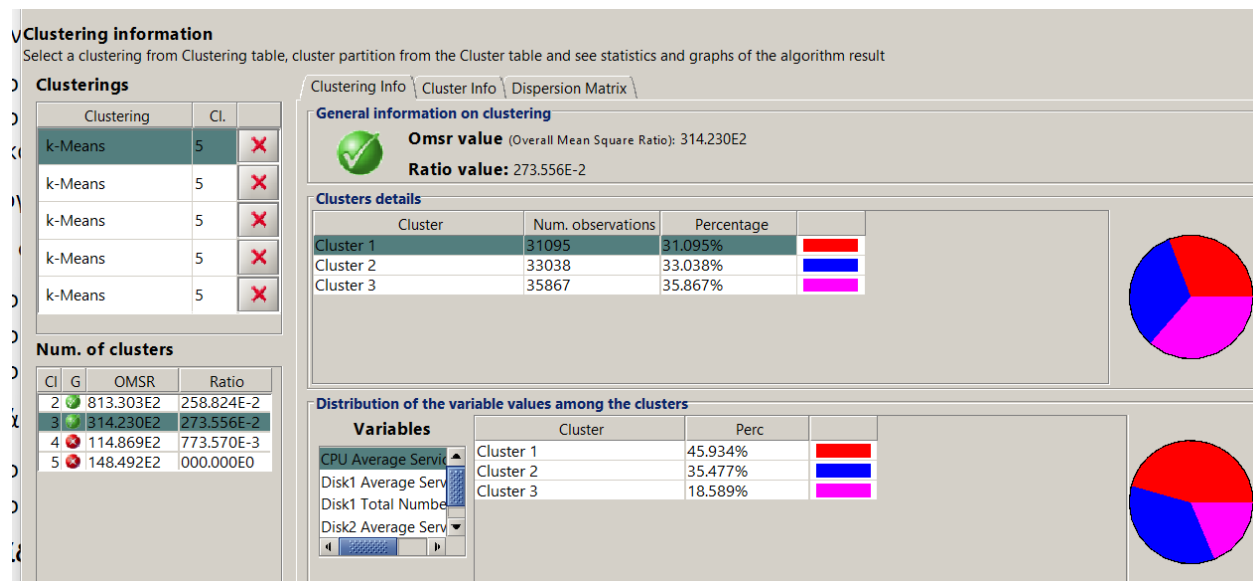 Clustering information
Select a clustering from Clustering table, cluster partition from the Cluster table and see statistics and graphs of the algorithm result
Clusterings
Clustering Cl.
k-Means 5
k-Means 5
k-Means 5
k-Means 5
k-Means 5
Num. of clusters
Cl G OMSR Ratio
2 813.303E2 258.824E-2
3 314.230E2 273.556E-2
4 114.869E2 773.570E-3
5 148.492E2 000.000E0
Clustering Info Cluster Info Dispersion Matrix
General information on clustering
Omsr value (Overall Mean Square Ratio): 314.230E2
Ratio value: 273.556E-2
Clusters details
Cluster Num. observations Percentage
Cluster 1 31095 31.095%
Cluster 2 33038 33.038%
Cluster 3 35867 35.867%
Distribution of the variable values among the clusters
Variables
CPU Average Servic
Disk1 Average Serv
Disk1 Total Numbe
Disk2 Average Serv
Cluster Perc
Cluster 1 45.934%
Cluster 2 35.477%
Cluster 3 18.589%